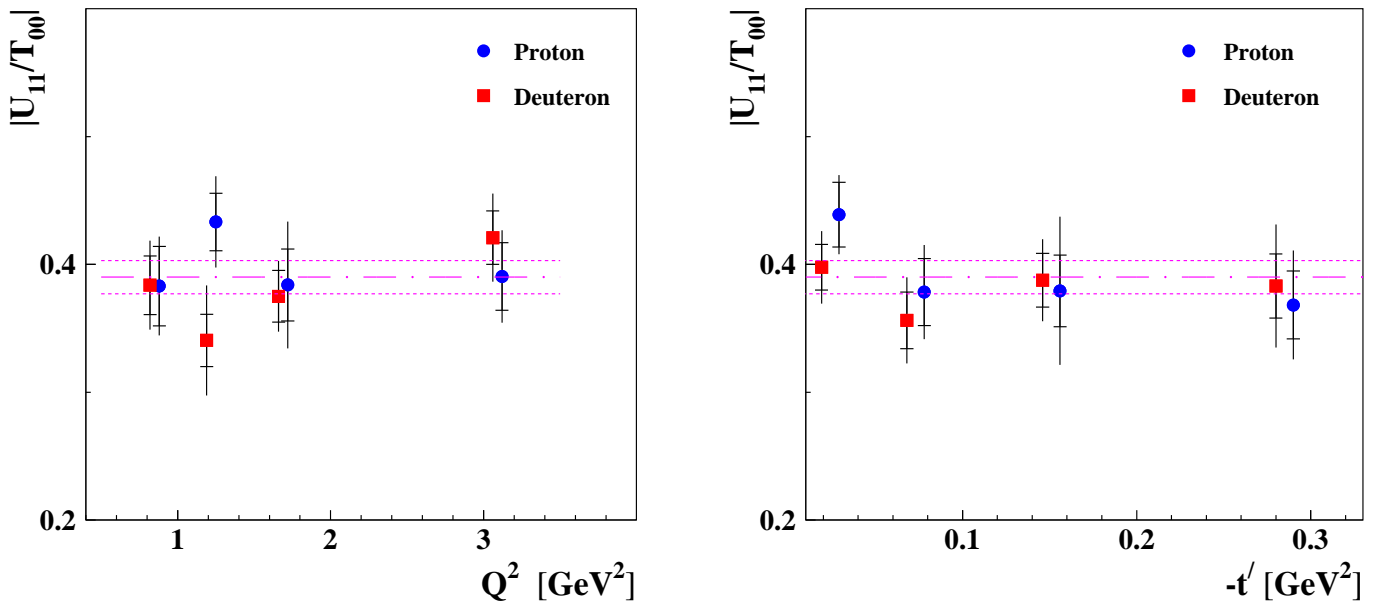 |U₁₁/T₀₀|
Proton
Deuteron
0.4
0.2
1 2 3
Q² [GeV²]
|U₁₁/T₀₀|
Proton
Deuteron
0.4
0.2
0.1 0.2 0.3
-t′ [GeV²]